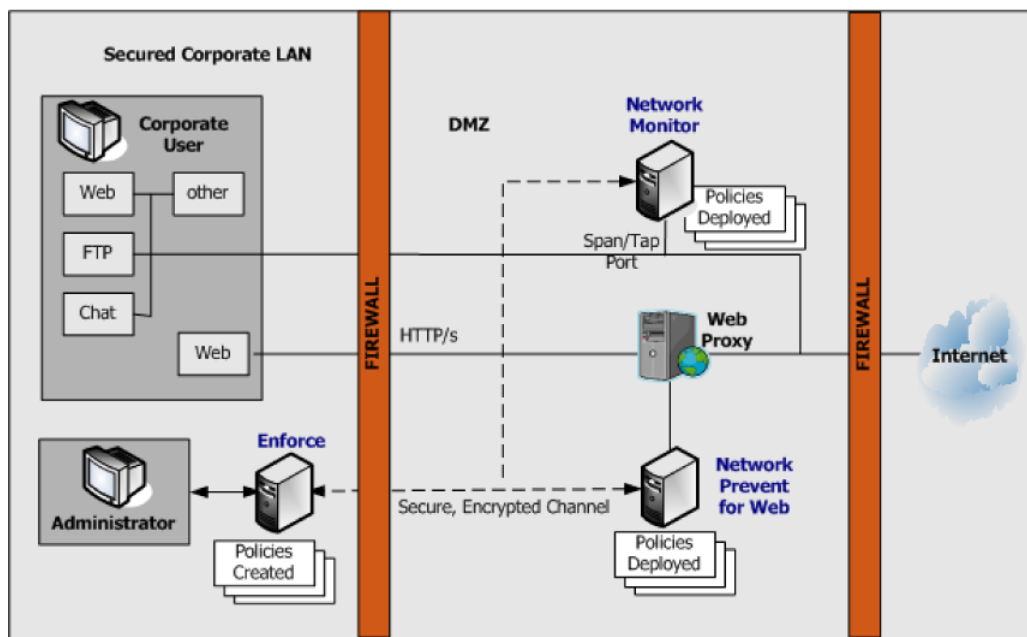 Secured Corporate LAN
Corporate
User
Web
other
FTP
Chat
Web
FIREWALL
HTTP/s
DMZ
Network
Monitor
Policies
Deployed
Span/Tap
Port
Web
Proxy
FIREWALL
Internet
Administrator
Enforce
Policies
Created
Secure, Encrypted Channel
Network
Prevent
for Web
Policies
Deployed